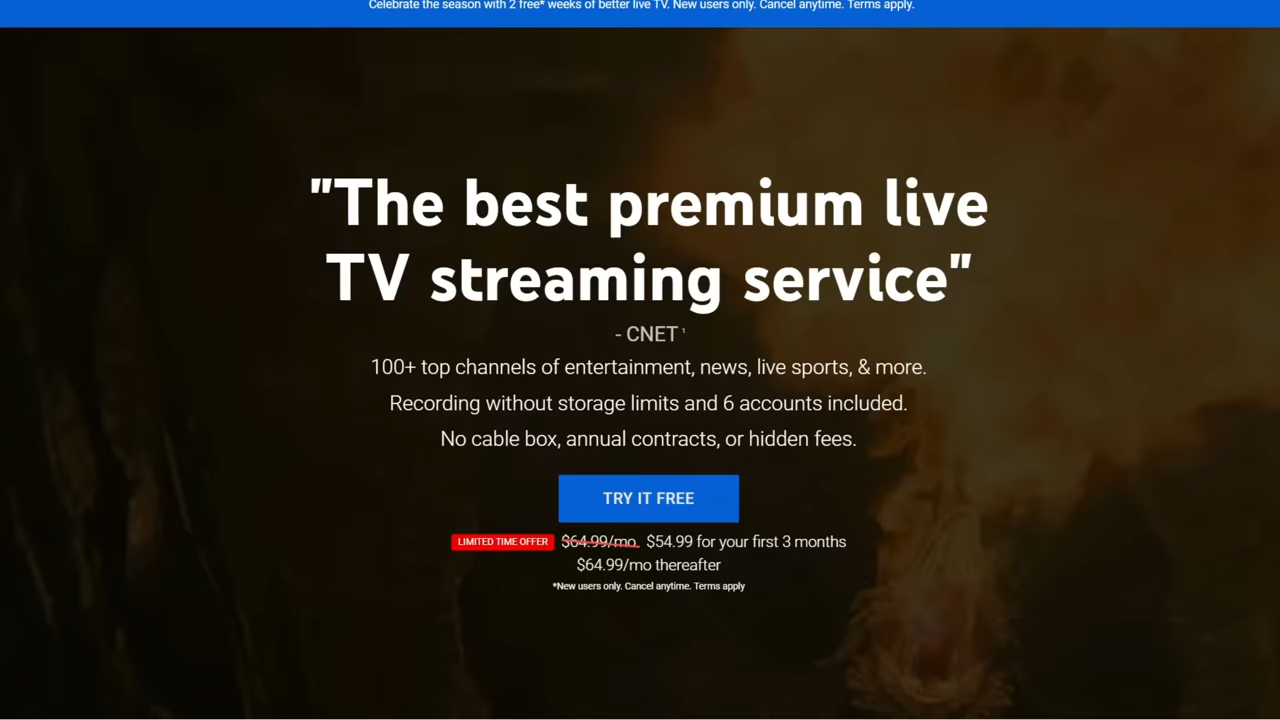 Celebrate the season with 2 free* weeks of better live TV. New users only. Cancel anytime. Terms apply.
"The best premium live
TV streaming service"
- CNET ¹
100+ top channels of entertainment, news, live sports, & more.
Recording without storage limits and 6 accounts included.
No cable box, annual contracts, or hidden fees.
TRY IT FREE
LIMITED TIME OFFER $64.99/mo. $54.99 for your first 3 months
$64.99/mo thereafter
*New users only. Cancel anytime. Terms apply